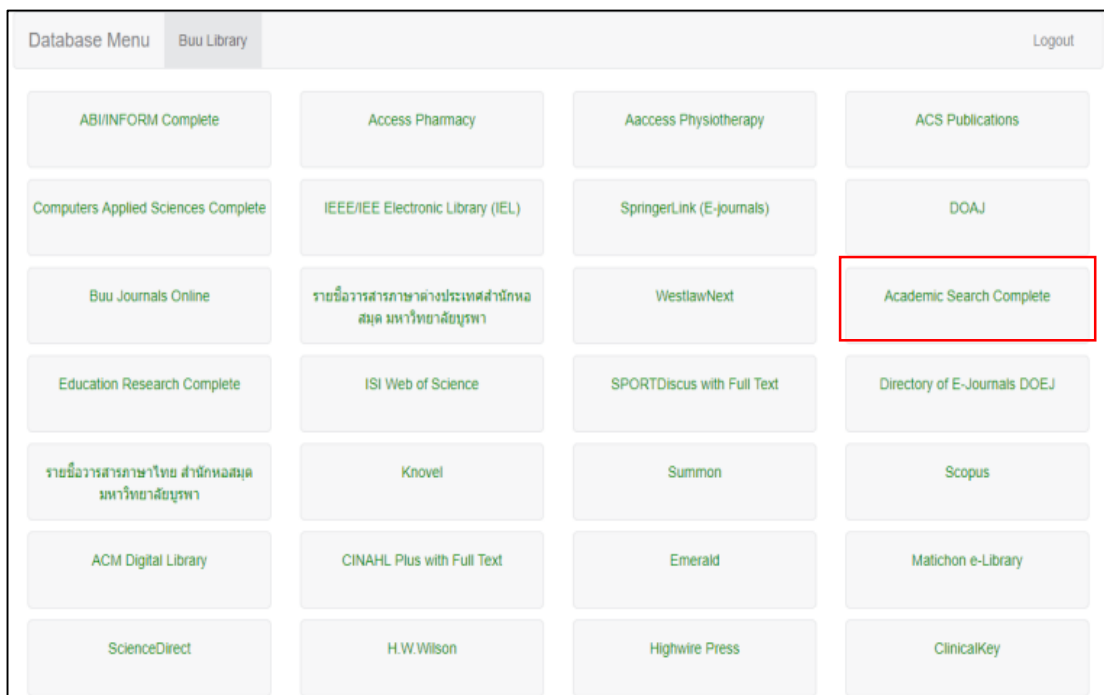 Database Menu Buu Library Logout
ABI/INFORM Complete Access Pharmacy Aaccess Physiotherapy ACS Publications
Computers Applied Sciences Complete IEEE/IEE Electronic Library (IEL) SpringerLink (E-journals) DOAJ
Buu Journals Online
รายชื่อวารสารภาษาต่างประเทศสำนักหอ
สมุด มหาวิทยาลัยบูรพา
WestlawNext Academic Search Complete
Education Research Complete ISI Web of Science SPORTDiscus with Full Text Directory of E-Journals DOEJ
รายชื่อวารสารภาษาไทย สำนักหอสมุด
มหาวิทยาลัยบูรพา
Knovel Summon Scopus
ACM Digital Library CINAHL Plus with Full Text Emerald Matichon e-Library
ScienceDirect H.W.Wilson Highwire Press ClinicalKey